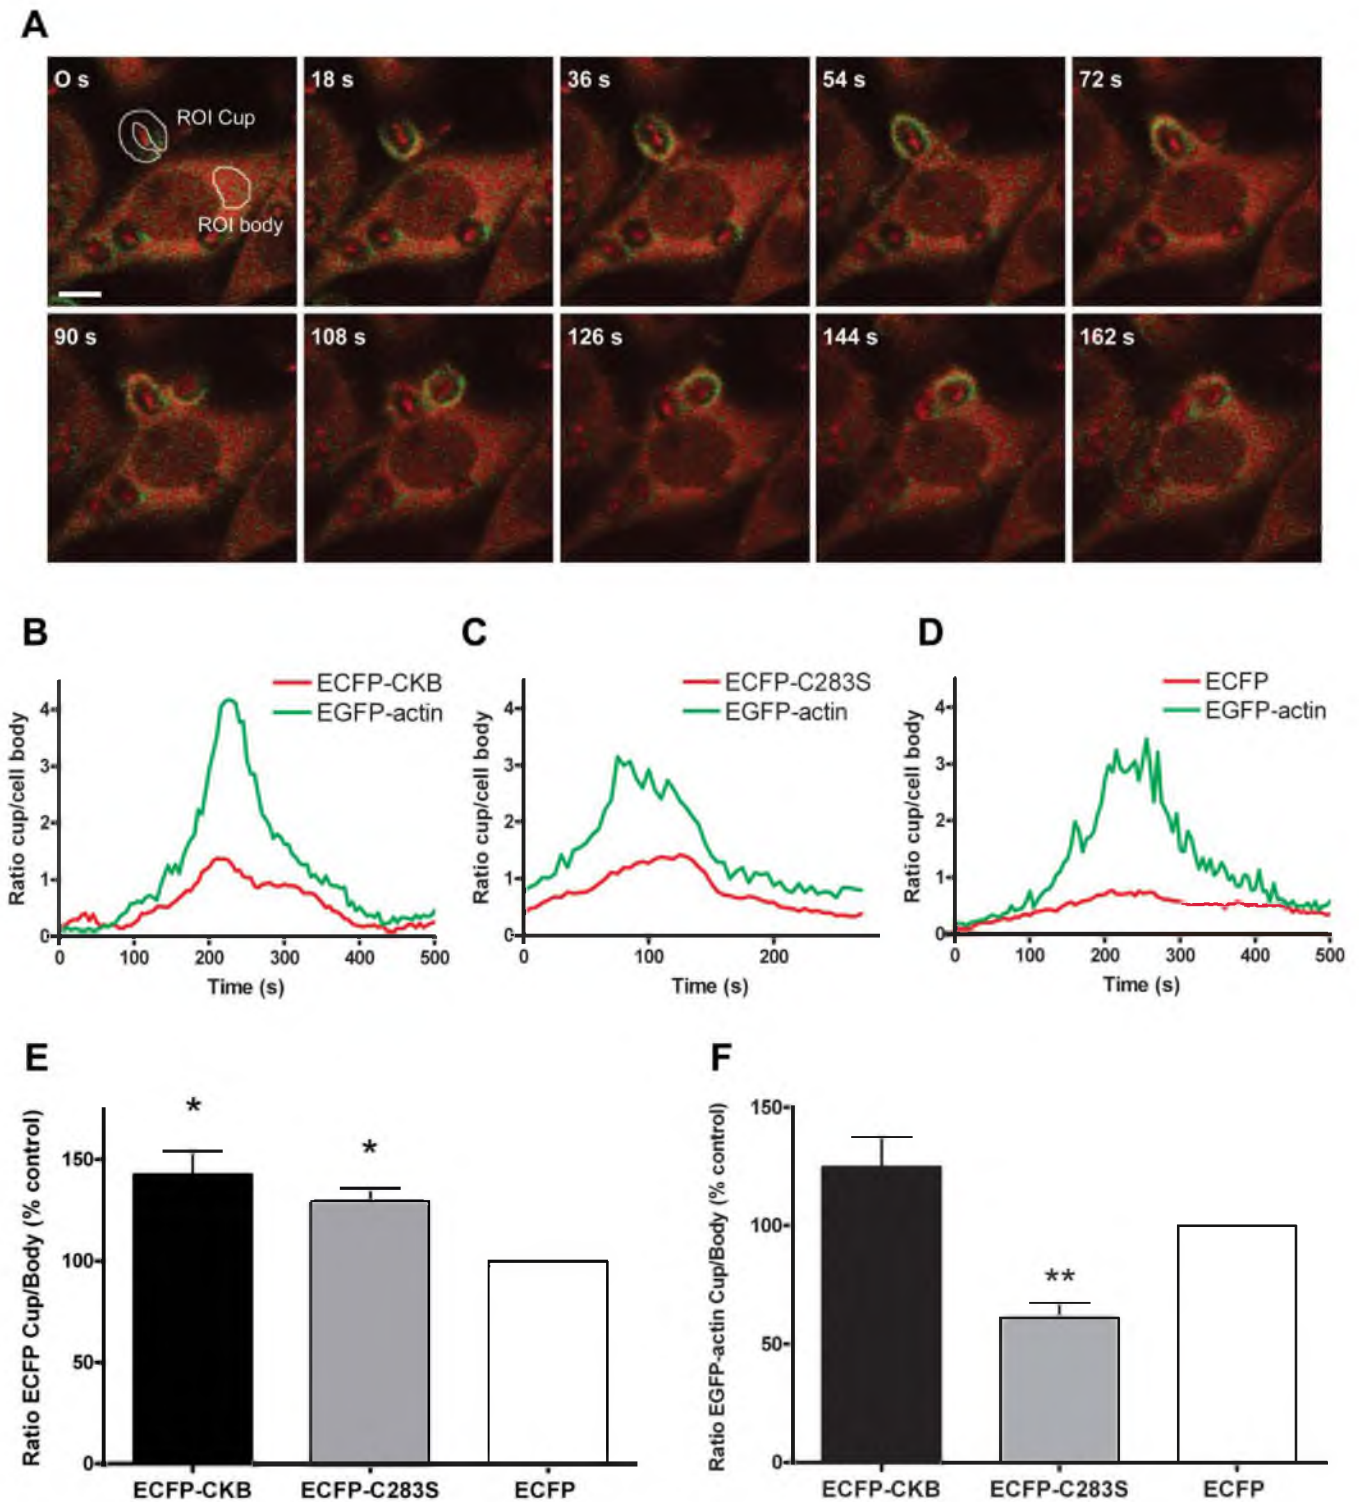 A
O s
18 s
36 s
54 s
72 s
ROI Cup
ROI body
90 s
108 s
126 s
144 s
162 s
B
C
D
ECFP-CKB
EGFP-actin
ECFP-C283S
EGFP-actin
ECFP
EGFP-actin
Ratio cup/cell body
4
3
2
1
0
0 100 200 300 400 500
Time (s)
Ratio cup/cell body
4
3
2
1
0
0 100 200
Time (s)
Ratio cup/cell body
4
3
2
1
0
0 100 200 300 400 500
Time (s)
E
Ratio ECFP Cup/Body (% control)
150
100
50
0
*
*
ECFP-CKB ECFP-C283S ECFP
F
Ratio EGFP-actin Cup/Body (% control)
150
100
50
0
**
ECFP-CKB ECFP-C283S ECFP